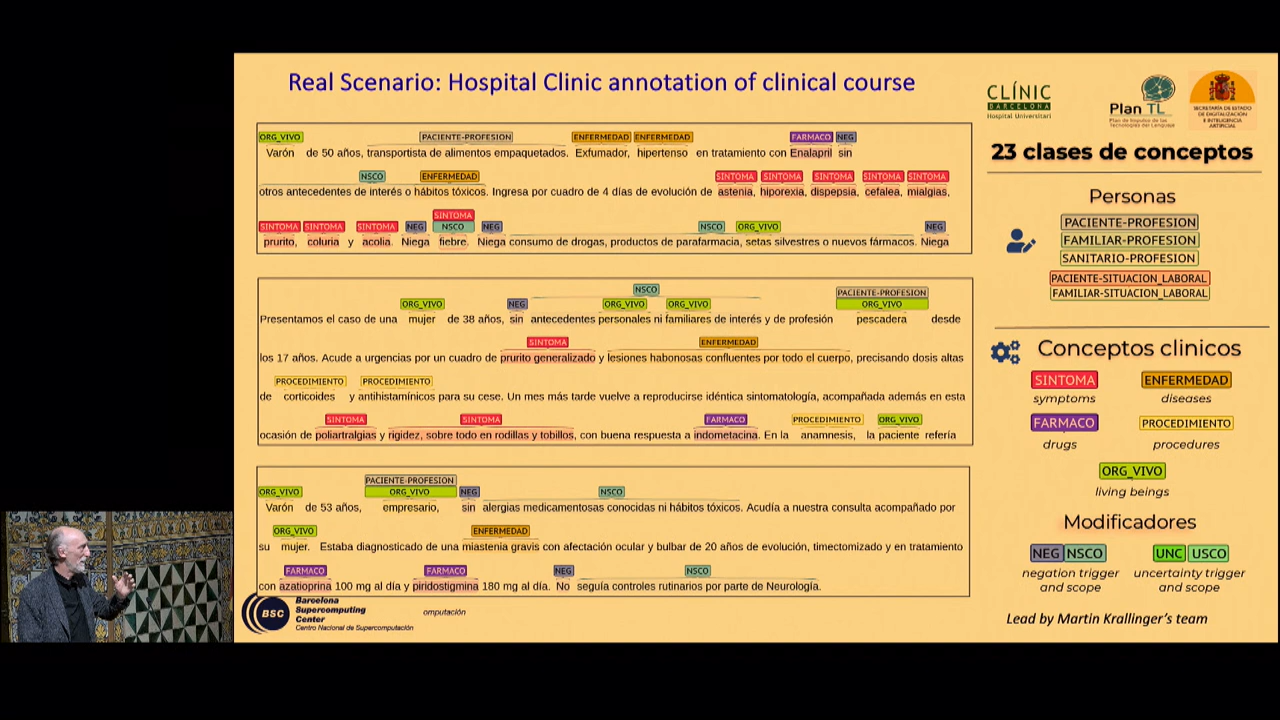 Real Scenario: Hospital Clinic annotation of clinical course
ORG_VIVO PACIENTE-PROFESION ENFERMEDAD ENFERMEDAD FARMACO NEG
Varón de 50 años, transportista de alimentos empaquetados. Exfumador, hipertenso en tratamiento con Enalapril sin
NSCO ENFERMEDAD SINTOMA SINTOMA SINTOMA SINTOMA SINTOMA
otros antecedentes de interés o hábitos tóxicos. Ingresa por cuadro de 4 días de evolución de astenia, hiporexia, dispepsia, cefalea, mialgias,
SINTOMA
SINTOMA SINTOMA SINTOMA NEG NSCO NEG NSCO ORG_VIVO NEG
prurito, coluria y acolia. Niega fiebre. Niega consumo de drogas, productos de parafarmacia, setas silvestres o nuevos fármacos. Niega
NSCO PACIENTE-PROFESION
ORG_VIVO NEG ORG_VIVO ORG_VIVO ORG_VIVO
Presentamos el caso de una mujer de 38 años, sin antecedentes personales ni familiares de interés y de profesión pescadera desde
SINTOMA ENFERMEDAD
los 17 años. Acude a urgencias por un cuadro de prurito generalizado y lesiones habonosas confluentes por todo el cuerpo, precisando dosis altas
PROCEDIMIENTO PROCEDIMIENTO
de corticoides y antihistamínicos para su cese. Un mes más tarde vuelve a reproducirse idéntica sintomatología, acompañada además en esta
SINTOMA SINTOMA FARMACO PROCEDIMIENTO ORG_VIVO
ocasión de poliartralgias y rigidez, sobre todo en rodillas y tobillos, con buena respuesta a indometacina. En la anamnesis, la paciente refería
PACIENTE-PROFESION
ORG_VIVO ORG_VIVO NEG NSCO
Varón de 53 años, empresario, sin alergias medicamentosas conocidas ni hábitos tóxicos. Acudía a nuestra consulta acompañado por
ORG_VIVO ENFERMEDAD
su mujer. Estaba diagnosticado de una miastenia gravis con afectación ocular y bulbar de 20 años de evolución, timectomizado y en tratamiento
FARMACO FARMACO NEG NSCO
con azatioprina 100 mg al día y piridostigmina 180 mg al día. No seguía controles rutinarios por parte de Neurología.
BSC
Barcelona
Supercomputing
Center
Centro Nacional de Supercomputación
omputación
CLÍNIC
BARCELONA
Hospital Universitari
Plan TL
Plan de Impulso de las
Tecnologías del Lenguaje
SECRETARÍA DE ESTADO
DE DIGITALIZACIÓN
E INTELIGENCIA
ARTIFICIAL
23 clases de conceptos
Personas
PACIENTE-PROFESION
FAMILIAR-PROFESION
SANITARIO-PROFESION
PACIENTE-SITUACION_LABORAL
FAMILIAR-SITUACION_LABORAL
Conceptos clinicos
SINTOMA ENFERMEDAD
symptoms diseases
FARMACO PROCEDIMIENTO
drugs procedures
ORG_VIVO
living beings
Modificadores
NEG NSCO UNC USCO
negation trigger uncertainty trigger
and scope and scope
Lead by Martin Krallinger's team